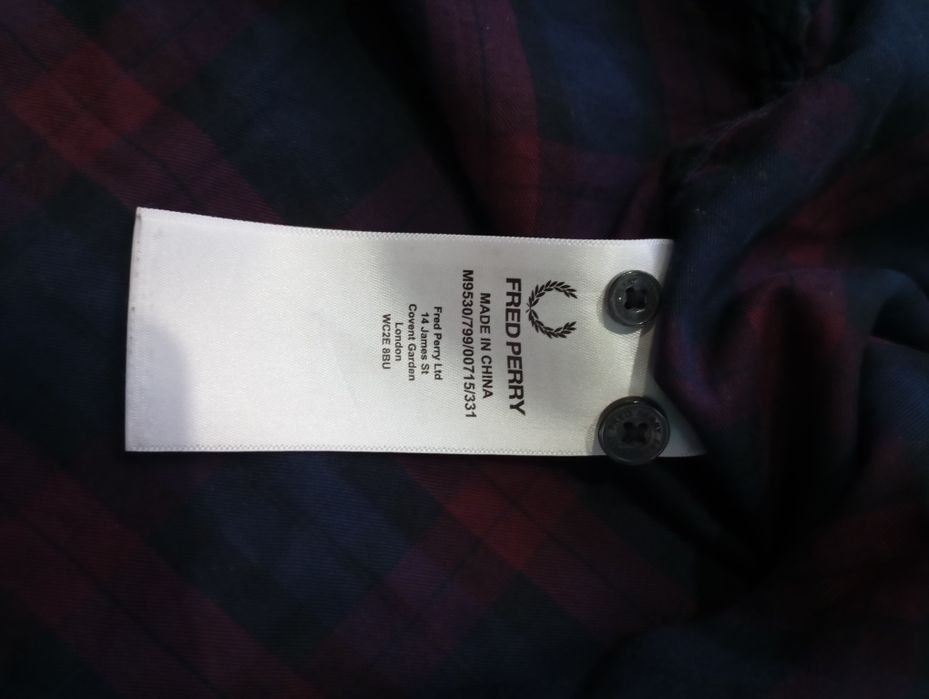 FRED PERRY
MADE IN CHINA
M9530/799/00715/331
Fred Perry Ltd
14 James St
Covent Garden
London
WC2E 8BU